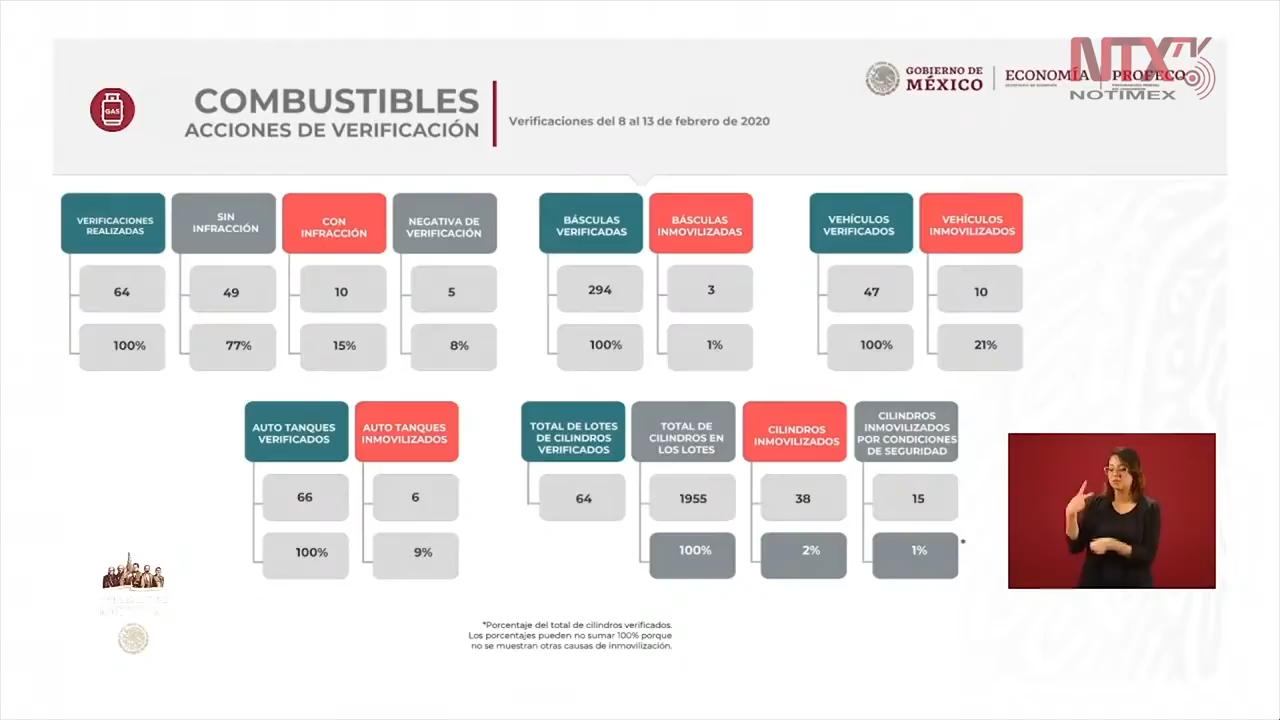 GAS
COMBUSTIBLES
ACCIONES DE VERIFICACIÓN
Verificaciones del 8 al 13 de febrero de 2020
GOBIERNO DE
MÉXICO
ECONOMÍA
PROFECO
NTX TV
NOTIMEX
VERIFICACIONES
REALIZADAS
64
100%
SIN
INFRACCIÓN
49
77%
CON
INFRACCIÓN
10
15%
NEGATIVA DE
VERIFICACIÓN
5
8%
BÁSCULAS
VERIFICADAS
294
100%
BÁSCULAS
INMOVILIZADAS
3
1%
VEHÍCULOS
VERIFICADOS
47
100%
VEHÍCULOS
INMOVILIZADOS
10
21%
AUTO TANQUES
VERIFICADOS
66
100%
AUTO TANQUES
INMOVILIZADOS
6
9%
TOTAL DE LOTES
DE CILINDROS
VERIFICADOS
64
TOTAL DE
CILINDROS EN
LOS LOTES
1955
100%
CILINDROS
INMOVILIZADOS
38
2%
CILINDROS
INMOVILIZADOS
POR CONDICIONES
DE SEGURIDAD
15
1% *
*Porcentaje del total de cilindros verificados.
Los porcentajes pueden no sumar 100% porque
no se muestran otras causas de inmovilización.